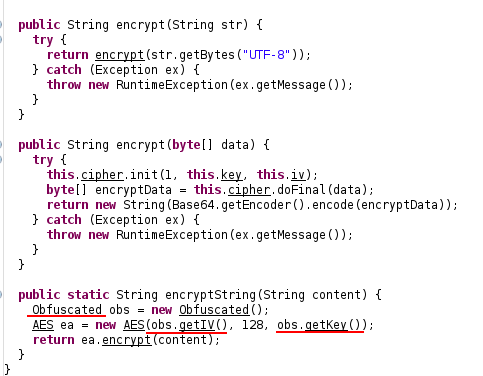 public String encrypt(String str) {
try {
return encrypt(str.getBytes("UTF-8"));
} catch (Exception ex) {
throw new RuntimeException(ex.getMessage());
}
}
public String encrypt(byte[] data) {
try {
this.cipher.init(1, this.key, this.iv);
byte[] encryptData = this.cipher.doFinal(data);
return new String(Base64.getEncoder().encode(encryptData));
} catch (Exception ex) {
throw new RuntimeException(ex.getMessage());
}
}
public static String encryptString(String content) {
Obfuscated obs = new Obfuscated();
AES ea = new AES(obs.getIV(), 128, obs.getKey());
return ea.encrypt(content);
}
}